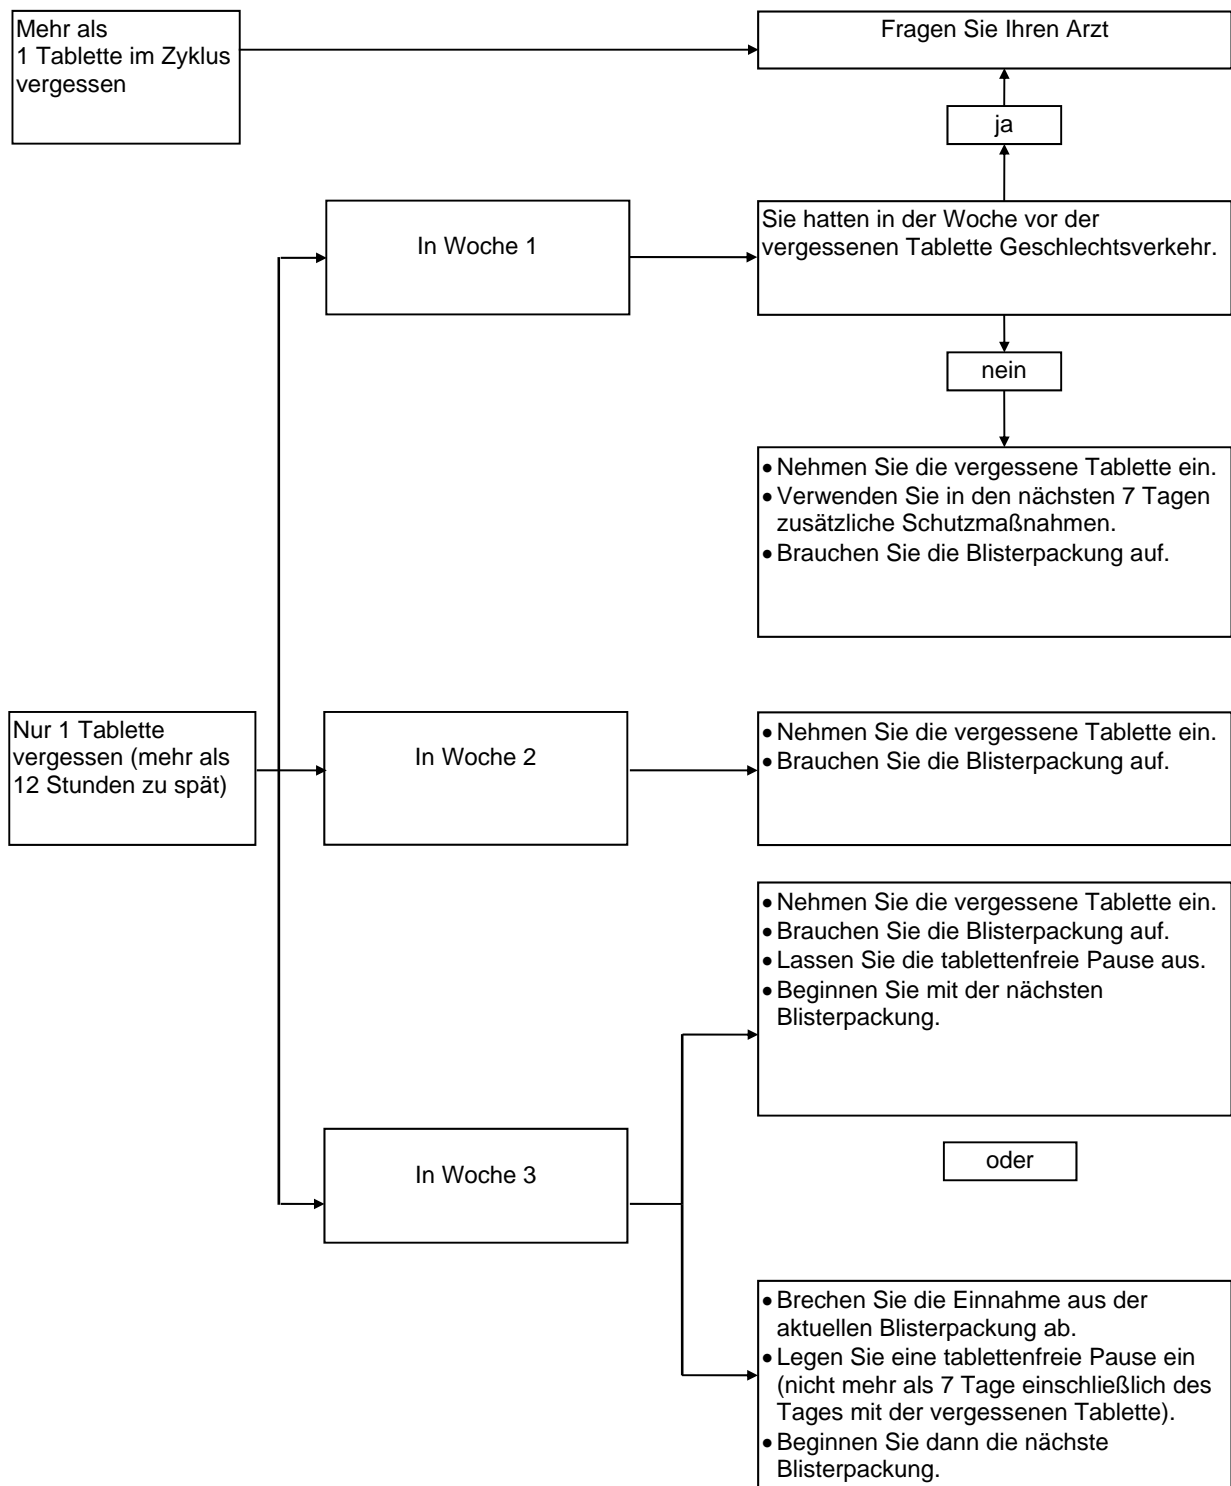 Mehr als
1 Tablette im Zyklus
vergessen
Fragen Sie Ihren Arzt
ja
In Woche 1
Sie hatten in der Woche vor der
vergessenen Tablette Geschlechtsverkehr.
nein
• Nehmen Sie die vergessene Tablette ein.
• Verwenden Sie in den nächsten 7 Tagen
zusätzliche Schutzmaßnahmen.
• Brauchen Sie die Blisterpackung auf.
Nur 1 Tablette
vergessen (mehr als
12 Stunden zu spät)
In Woche 2
• Nehmen Sie die vergessene Tablette ein.
• Brauchen Sie die Blisterpackung auf.
• Nehmen Sie die vergessene Tablette ein.
• Brauchen Sie die Blisterpackung auf.
• Lassen Sie die tablettenfreie Pause aus.
• Beginnen Sie mit der nächsten
Blisterpackung.
In Woche 3
oder
• Brechen Sie die Einnahme aus der
aktuellen Blisterpackung ab.
• Legen Sie eine tablettenfreie Pause ein
(nicht mehr als 7 Tage einschließlich des
Tages mit der vergessenen Tablette).
• Beginnen Sie dann die nächste
Blisterpackung.